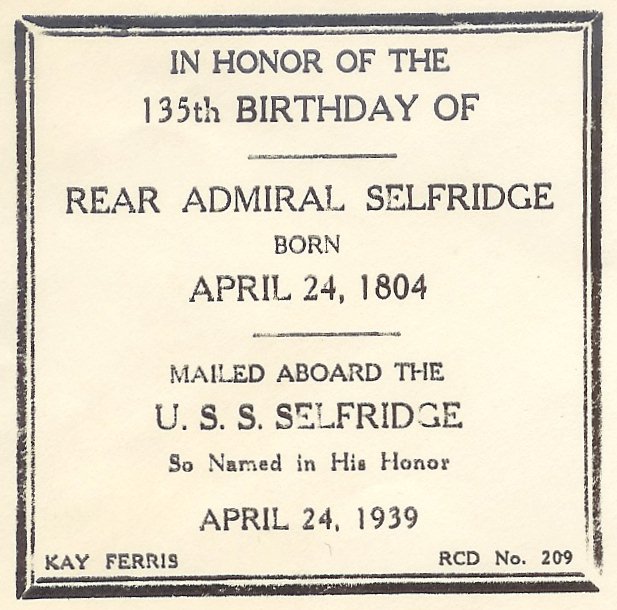 IN HONOR OF THE
135th BIRTHDAY OF
REAR ADMIRAL SELFRIDGE
BORN
APRIL 24, 1804
MAILED ABOARD THE
U. S. S. SELFRIDGE
So Named in His Honor
APRIL 24, 1939
KAY FERRIS RCD No. 209